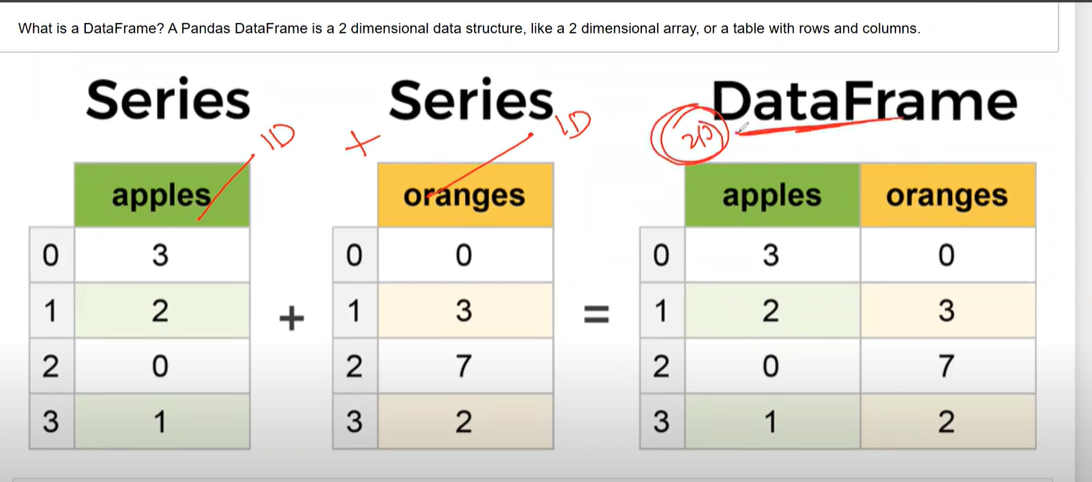 What is a DataFrame? A Pandas DataFrame is a 2 dimensional data structure, like a 2 dimensional array, or a table with rows and columns.
Series Series DataFrame
1D + 1D 2D
apples oranges apples oranges
0 3 0 0 0 3 0
1 2 + 1 3 = 1 2 3
2 0 2 7 2 0 7
3 1 3 2 3 1 2